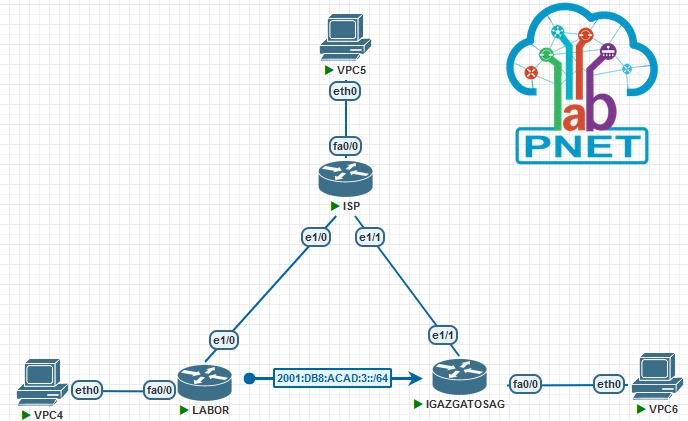 VPC5
eth0
fa0/0
ISP
e1/0
e1/1
lab
PNET
e1/0
e1/1
2001:DB8:ACAD:3::/64
eth0
fa0/0
fa0/0
eth0
VPC4
LABOR
IGAZGATOSAG
VPC6